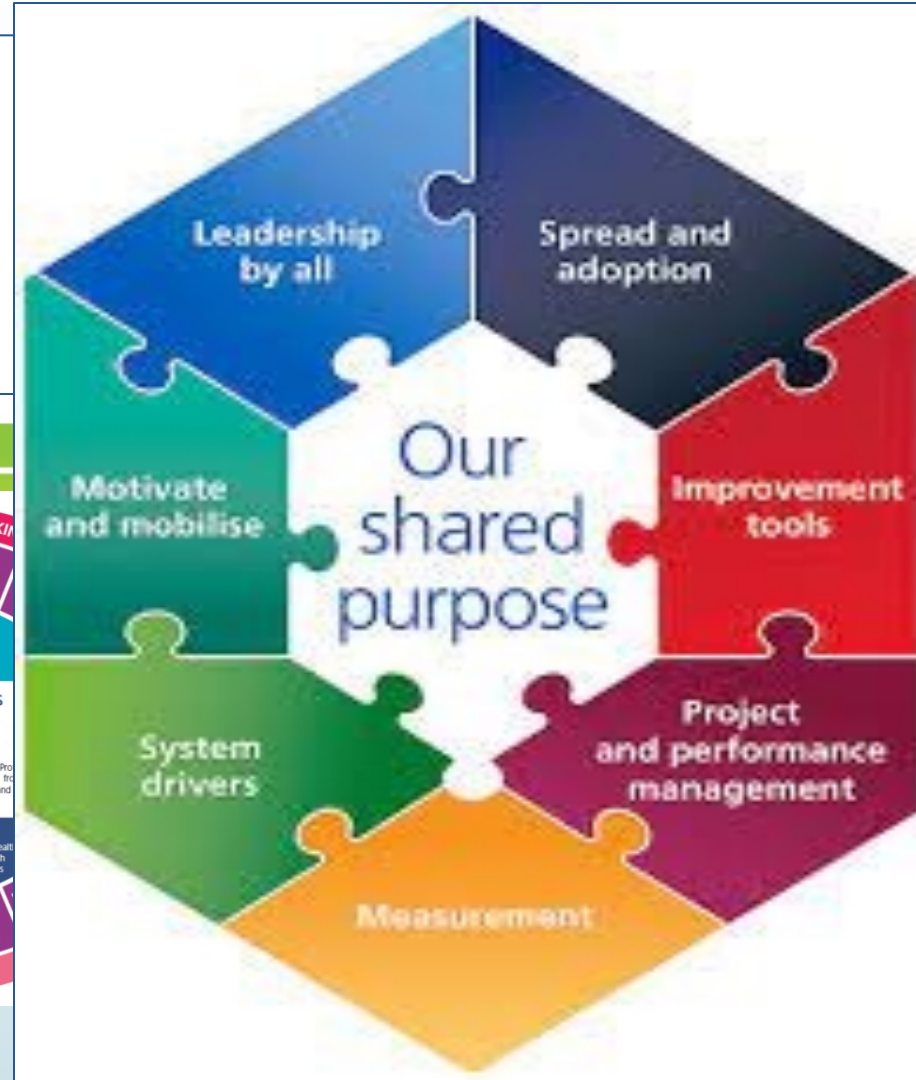 Leadership
by all
Spread and
adoption
Our
shared
purpose
Motivate
and mobilise
Improvement
tools
System
drivers
Project
and performance
management
Measurement